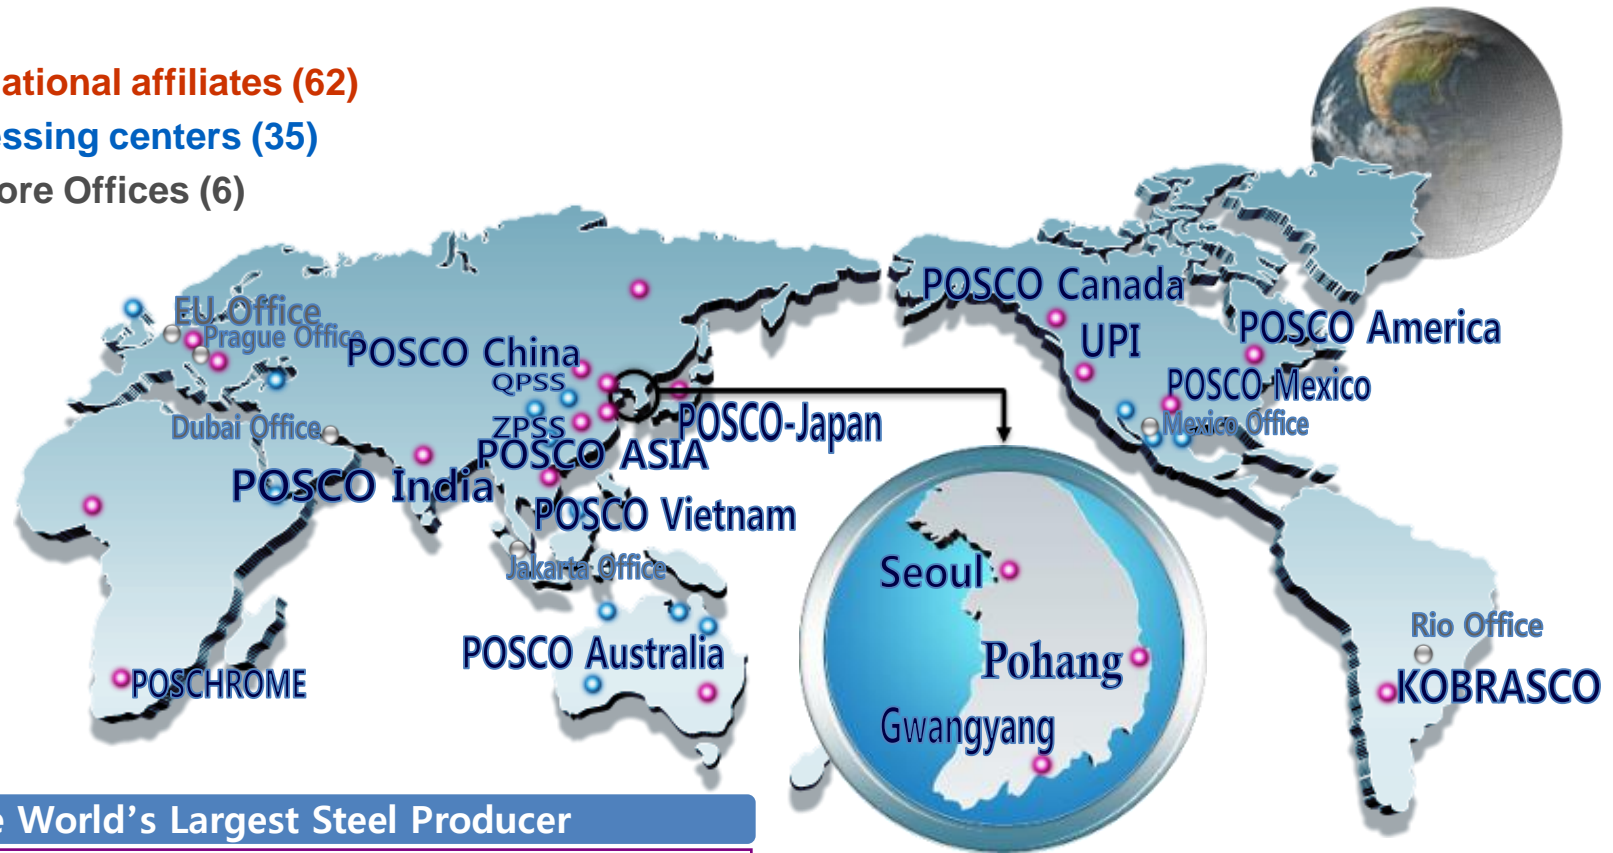 ational affiliates (62)
essing centers (35)
ore Offices (6)
POSCO Canada
EU Office
Prague Office
POSCO America
UPI
POSCO China
QPSS
POSCO Mexico
Mexico Office
Dubai Office
ZPSS
POSCO-Japan
POSCO ASIA
POSCO India
POSCO Vietnam
Jakarta Office
Seoul
Rio Office
POSCO Australia
Pohang
POSCHROME
KOBRASCO
Gwangyang
e World’s Largest Steel Producer